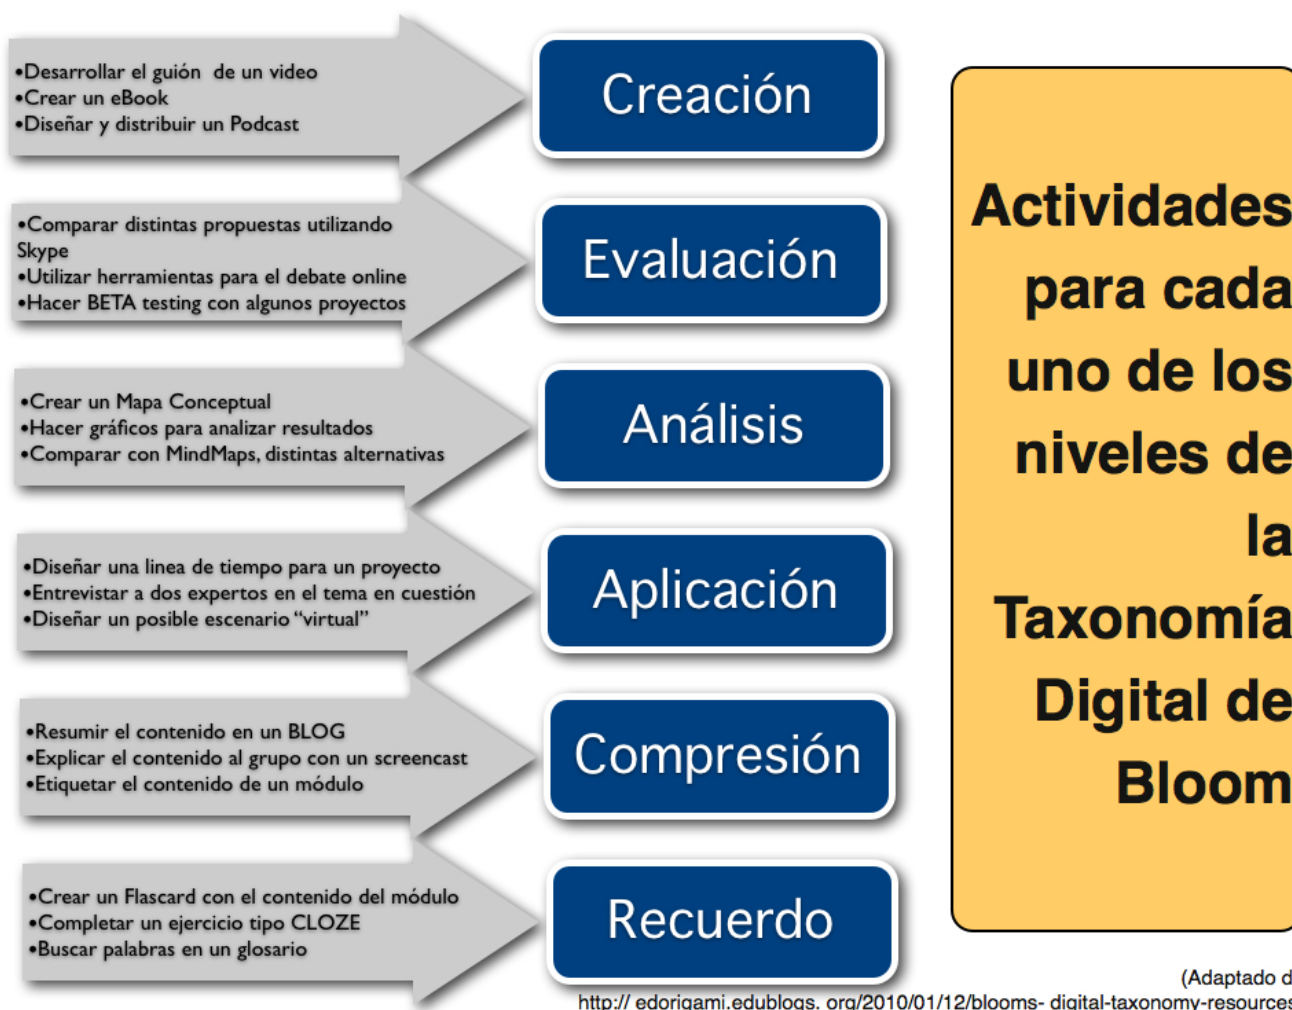 •Desarrollar el guión de un video
•Crear un eBook
•Diseñar y distribuir un Podcast
Creación
•Comparar distintas propuestas utilizando
Skype
•Utilizar herramientas para el debate online
•Hacer BETA testing con algunos proyectos
Evaluación
•Crear un Mapa Conceptual
•Hacer gráficos para analizar resultados
•Comparar con MindMaps, distintas alternativas
Análisis
•Diseñar una linea de tiempo para un proyecto
•Entrevistar a dos expertos en el tema en cuestión
•Diseñar un posible escenario “virtual”
Aplicación
•Resumir el contenido en un BLOG
•Explicar el contenido al grupo con un screencast
•Etiquetar el contenido de un módulo
Compresión
•Crear un Flascard con el contenido del módulo
•Completar un ejercicio tipo CLOZE
•Buscar palabras en un glosario
Recuerdo
Actividades
para cada
uno de los
niveles de
la
Taxonomía
Digital de
Bloom
(Adaptado d
http:// edorigami.edublogs. org/2010/01/12/blooms- digital-taxonomy-resources